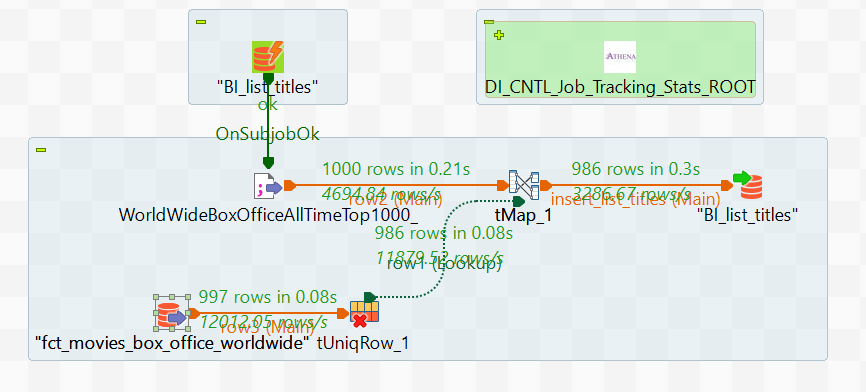 "BI_list_titles"
ok
OnSubjobOk
ATHENA
DI_CNTL_Job_Tracking_Stats_ROOT
1000 rows in 0.21s
4694.84 rows/s
row2 (Main)
986 rows in 0.3s
3286.67 rows/s
insert_list_titles (Main)
WorldWideBoxOfficeAllTimeTop1000_
tMap_1
"BI_list_titles"
986 rows in 0.08s
11879.52 rows/s
row1 (Lookup)
997 rows in 0.08s
12012.05 rows/s
row3 (Main)
"fct_movies_box_office_worldwide"
tUniqRow_1